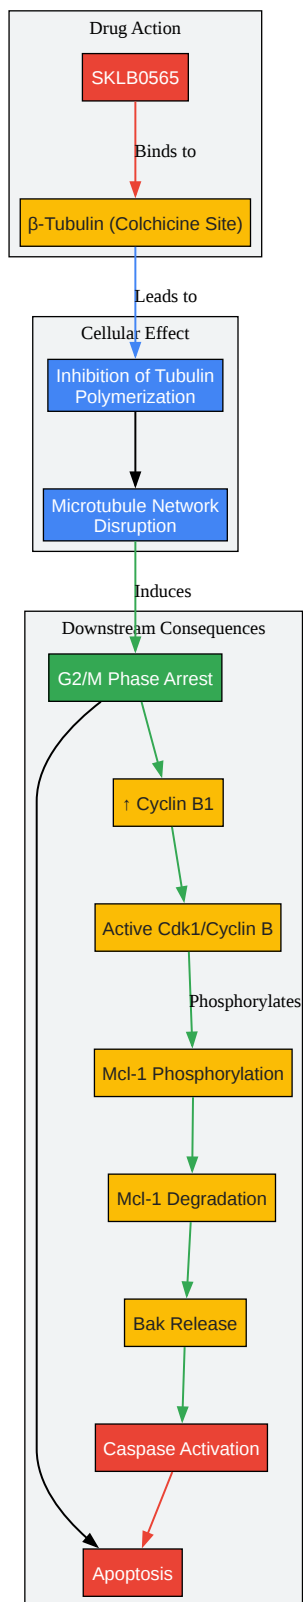 Drug Action
SKLB0565
Binds to
β-Tubulin (Colchicine Site)
Leads to
Cellular Effect
Inhibition of Tubulin
Polymerization
Microtubule Network
Disruption
Induces
Downstream Consequences
G2/M Phase Arrest
↑ Cyclin B1
Active Cdk1/Cyclin B
Phosphorylates
Mcl-1 Phosphorylation
Mcl-1 Degradation
Bak Release
Caspase Activation
Apoptosis